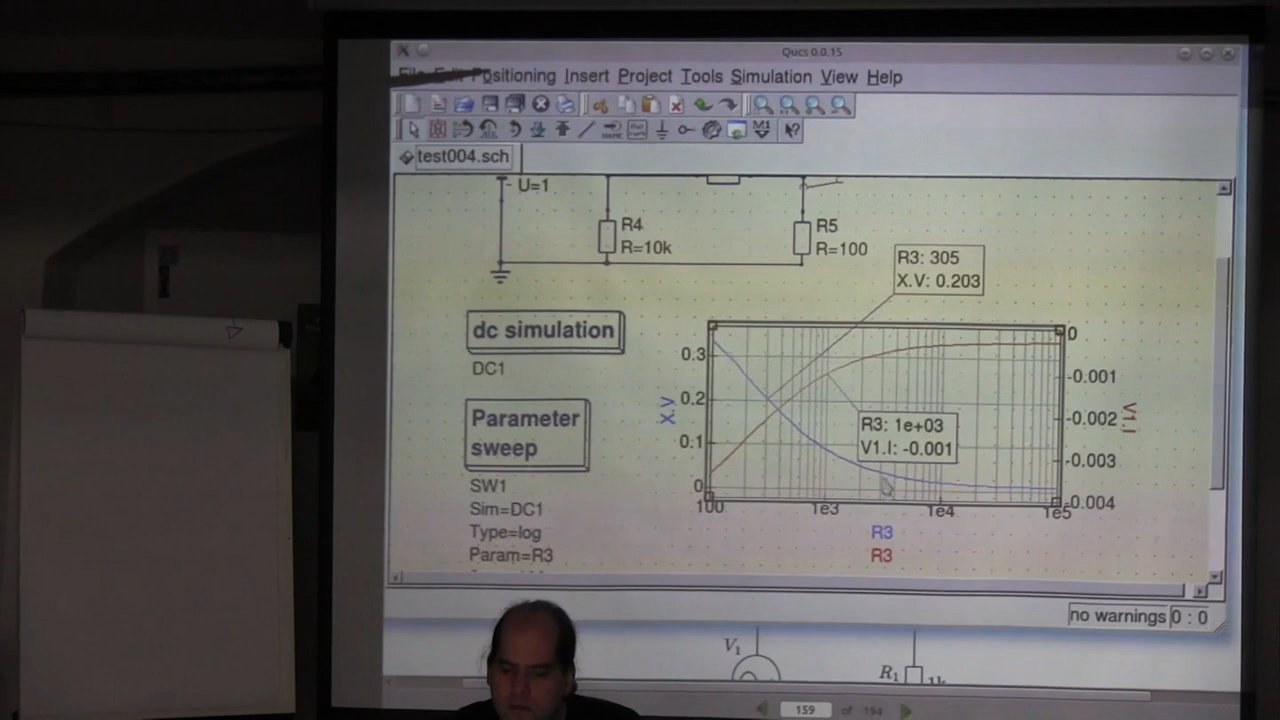 Qucs 0.0.15
File Edit Positioning Insert Project Tools Simulation View Help
test004.sch
U=1
R4
R=10k
R5
R=100
R3: 305
X.V: 0.203
dc simulation
DC1
Parameter
sweep
SW1
Sim=DC1
Type=log
Param=R3
X.V
0.3
0.2
0.1
0
0
-0.001
-0.002
-0.003
-0.004
V1.I
R3: 1e+03
V1.I: -0.001
100 1e3 1e4 1e5
R3
R3
no warnings 0 : 0
V1
R1
159 of 194